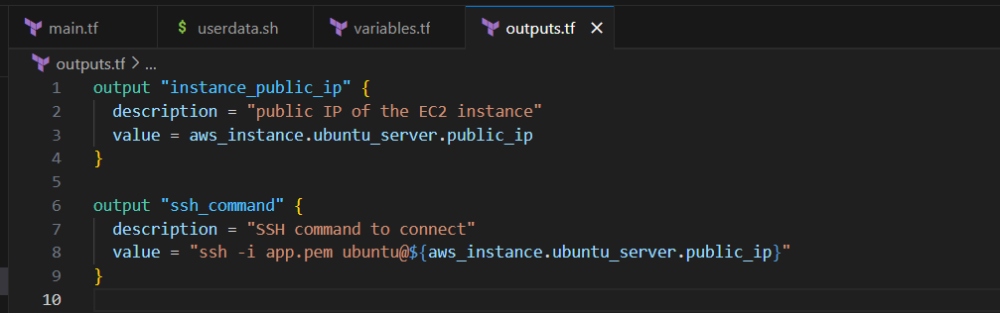 main.tf $ userdata.sh variables.tf outputs.tf ×
outputs.tf > ...
1 output "instance_public_ip" {
2   description = "public IP of the EC2 instance"
3   value = aws_instance.ubuntu_server.public_ip
4 }
5
6 output "ssh_command" {
7   description = "SSH command to connect"
8   value = "ssh -i app.pem ubuntu@${aws_instance.ubuntu_server.public_ip}"
9 }
10